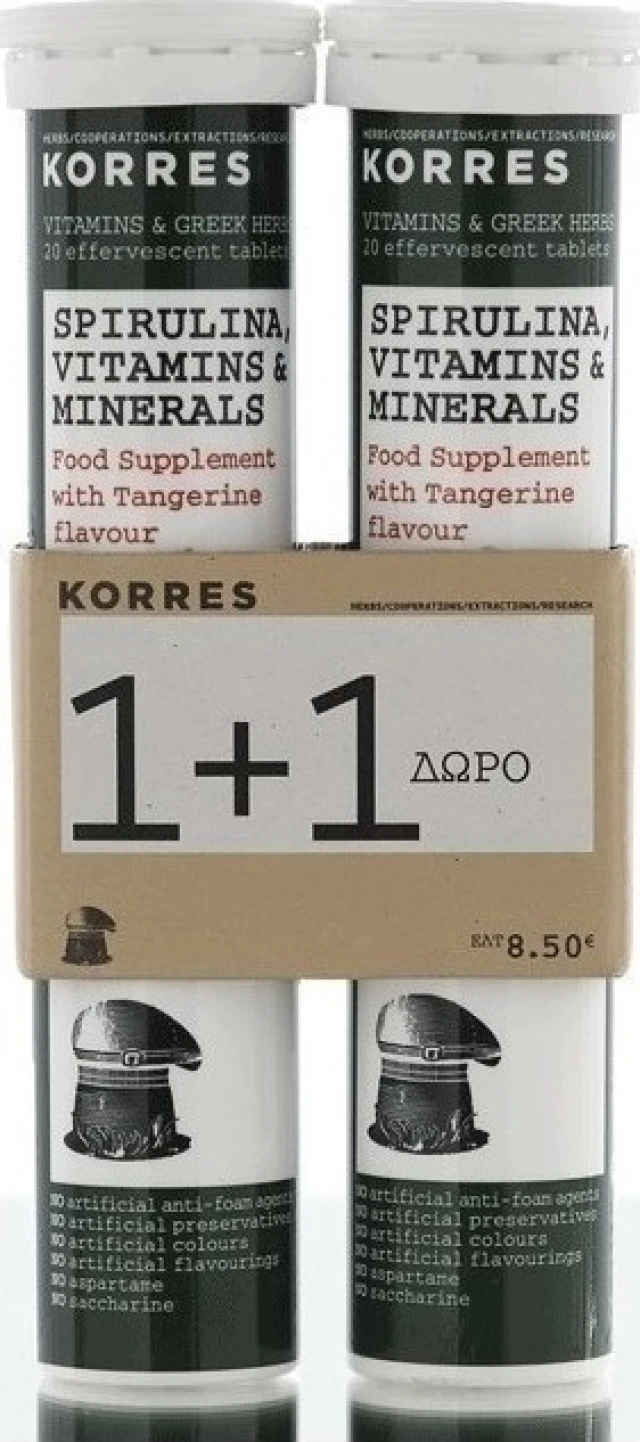 HERBS/COOPERATIONS/EXTRACTIONS/RESEAR
KORRES
VITAMINS & GREEK HERBS
20 effervescent tablets
SPIRULINA,
VITAMINS &
MINERALS
Food Supplement
with Tangerine
flavour
HERBS/COOPERATIONS/EXTRACTIONS/RESEARCH
KORRES
VITAMINS & GREEK HERBS
20 effervescent tablets
SPIRULINA,
VITAMINS &
MINERALS
Food Supplement
with Tangerine
flavour
KORRES HERBS/COOPERATIONS/EXTRACTIONS/RESEARCH
1+1 ΔΩΡΟ
ΕΛΤ 8.50€
NO artificial anti-foam agents
NO artificial preservatives
NO artificial colours
NO artificial flavourings
NO aspartame
NO saccharine
NO artificial anti-foam agents
NO artificial preservatives
NO artificial colours
NO artificial flavourings
NO aspartame
NO saccharine